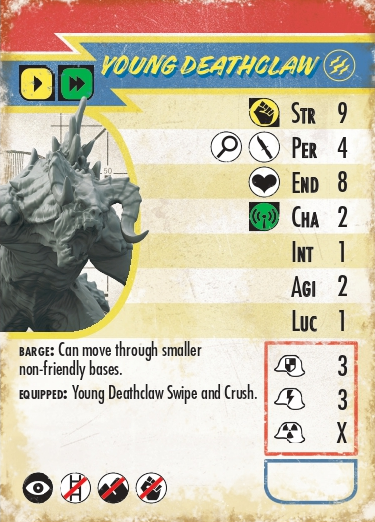 YOUNG DEATHCLAW
STR 9
PER 4
50
END 8
CHA 2
INT 1
AGI 2
LUC 1
BARGE: Can move through smaller
non-friendly bases.
EQUIPPED: Young Deathclaw Swipe and Crush.
3
3
X